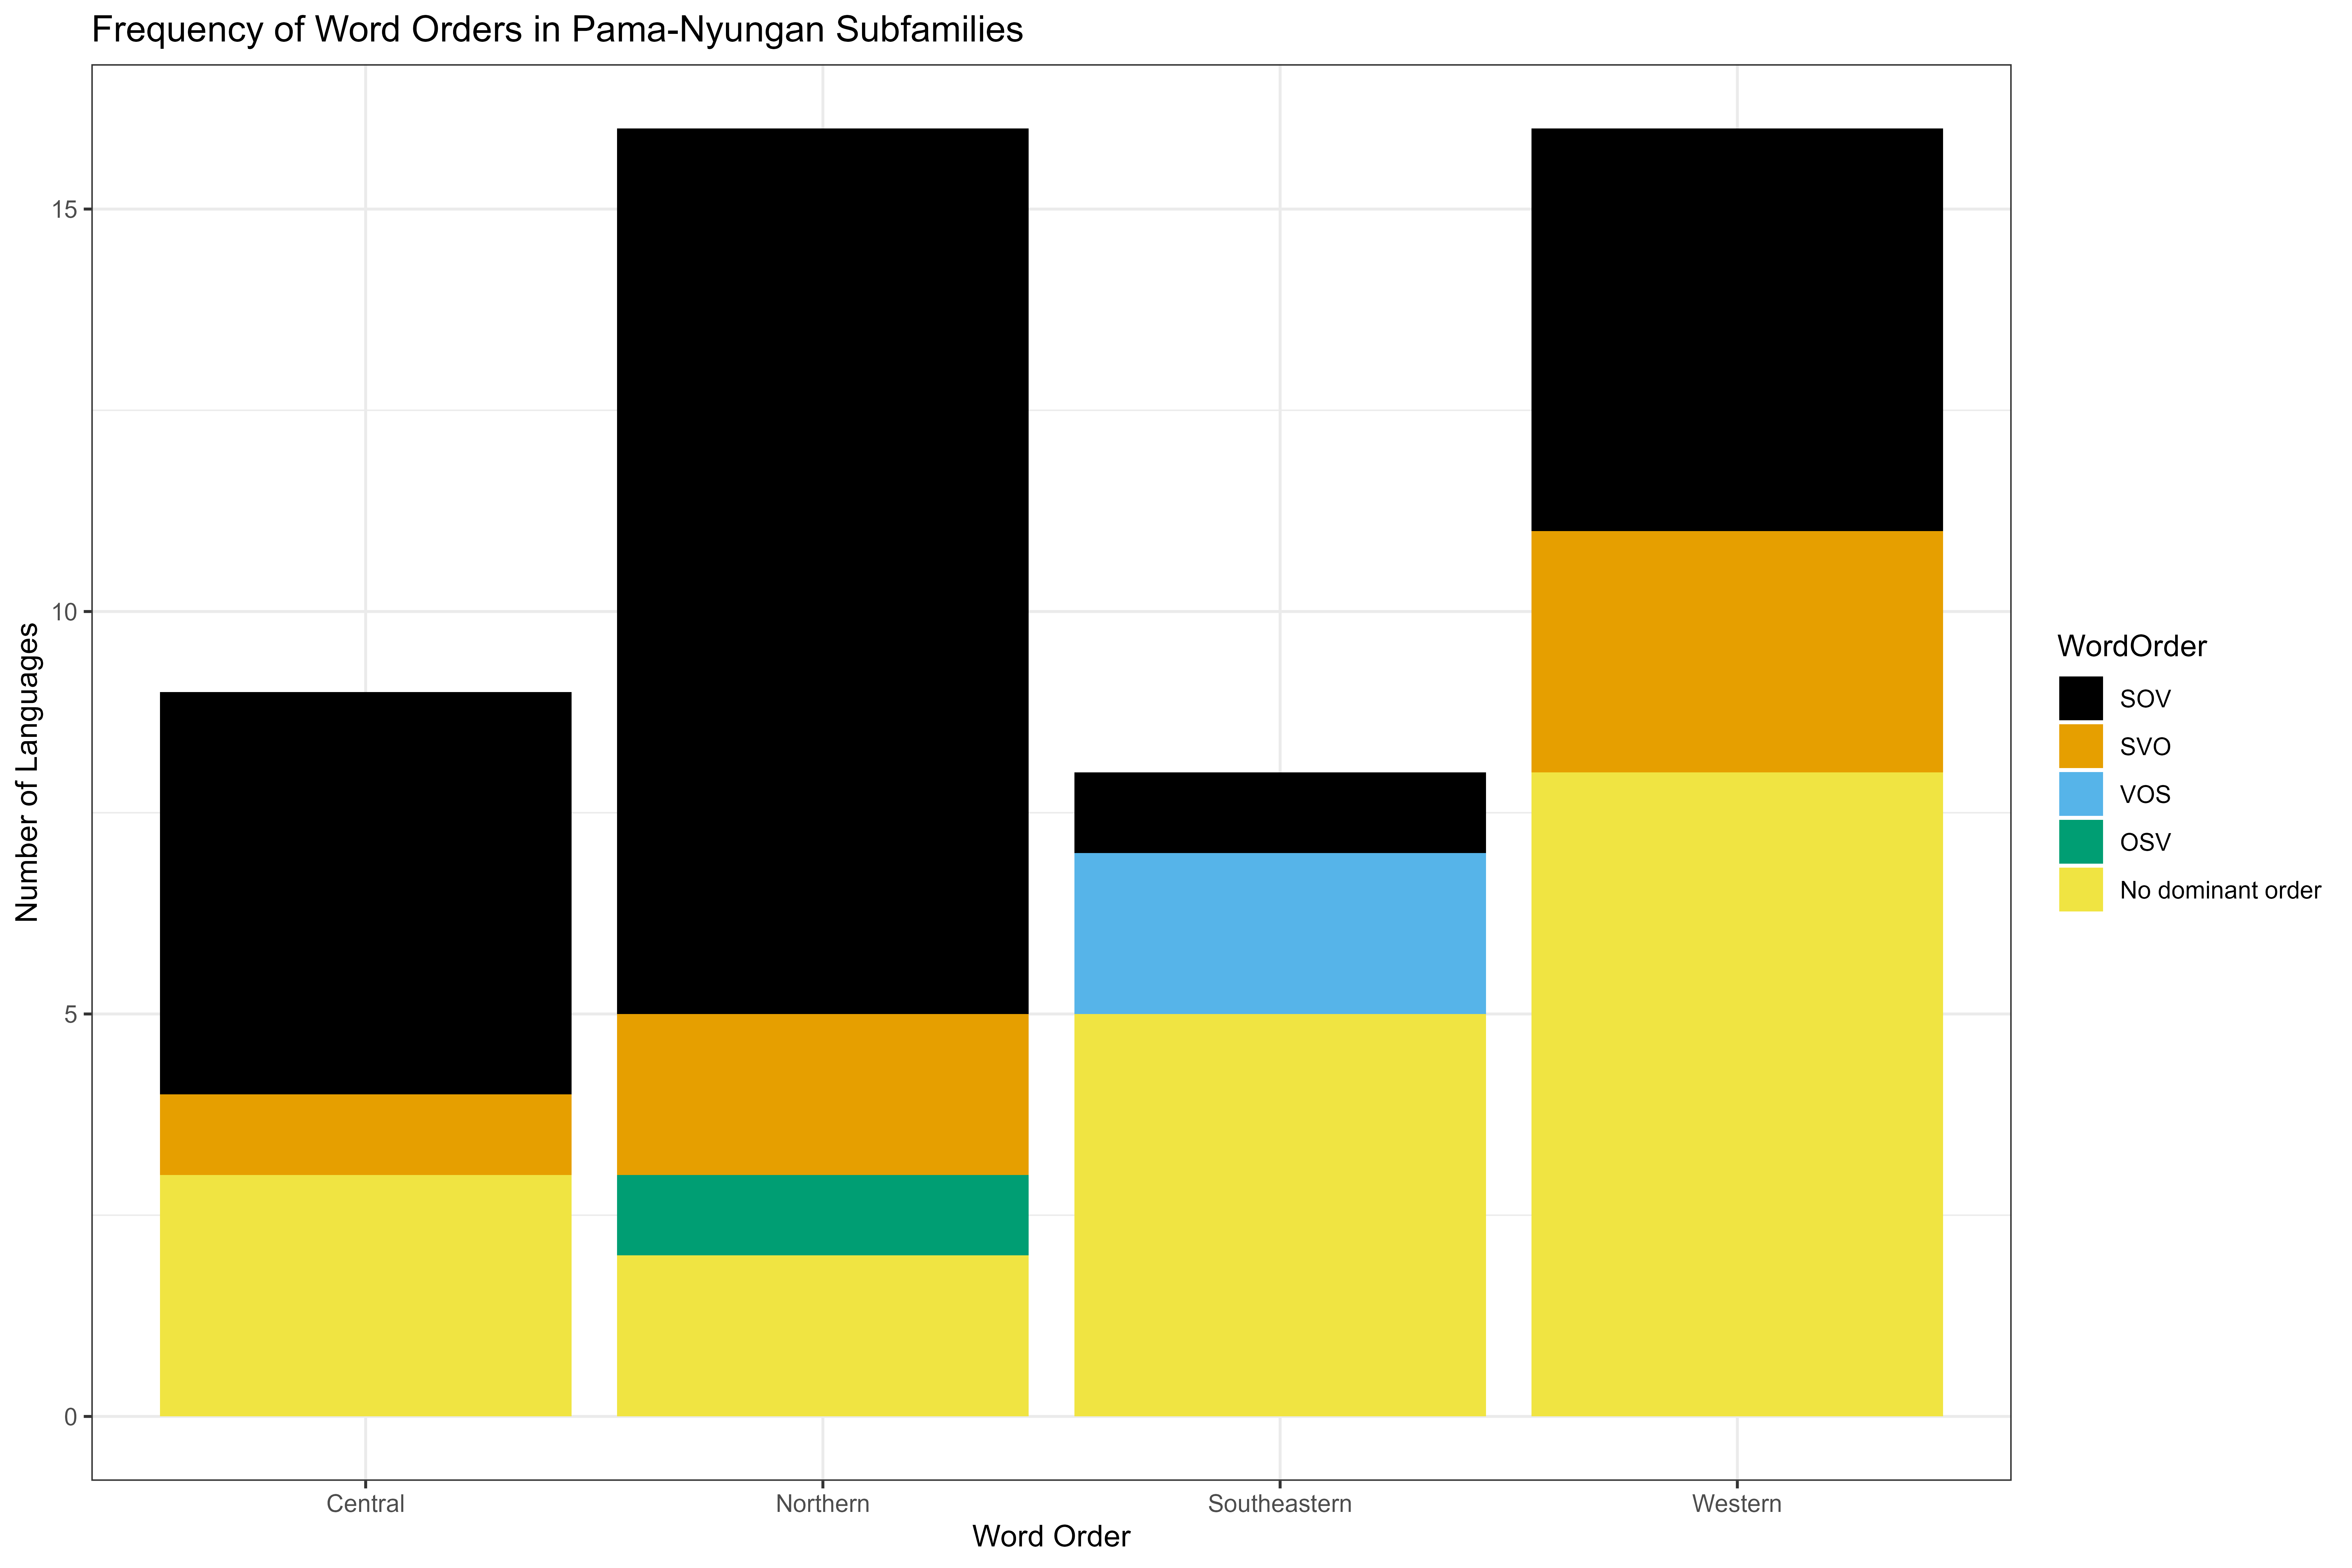 Frequency of Word Orders in Pama-Nyungan Subfamilies
Number of Languages
15
10
5
0
Central
Northern
Southeastern
Western
Word Order
WordOrder
SOV
SVO
VOS
OSV
No dominant order